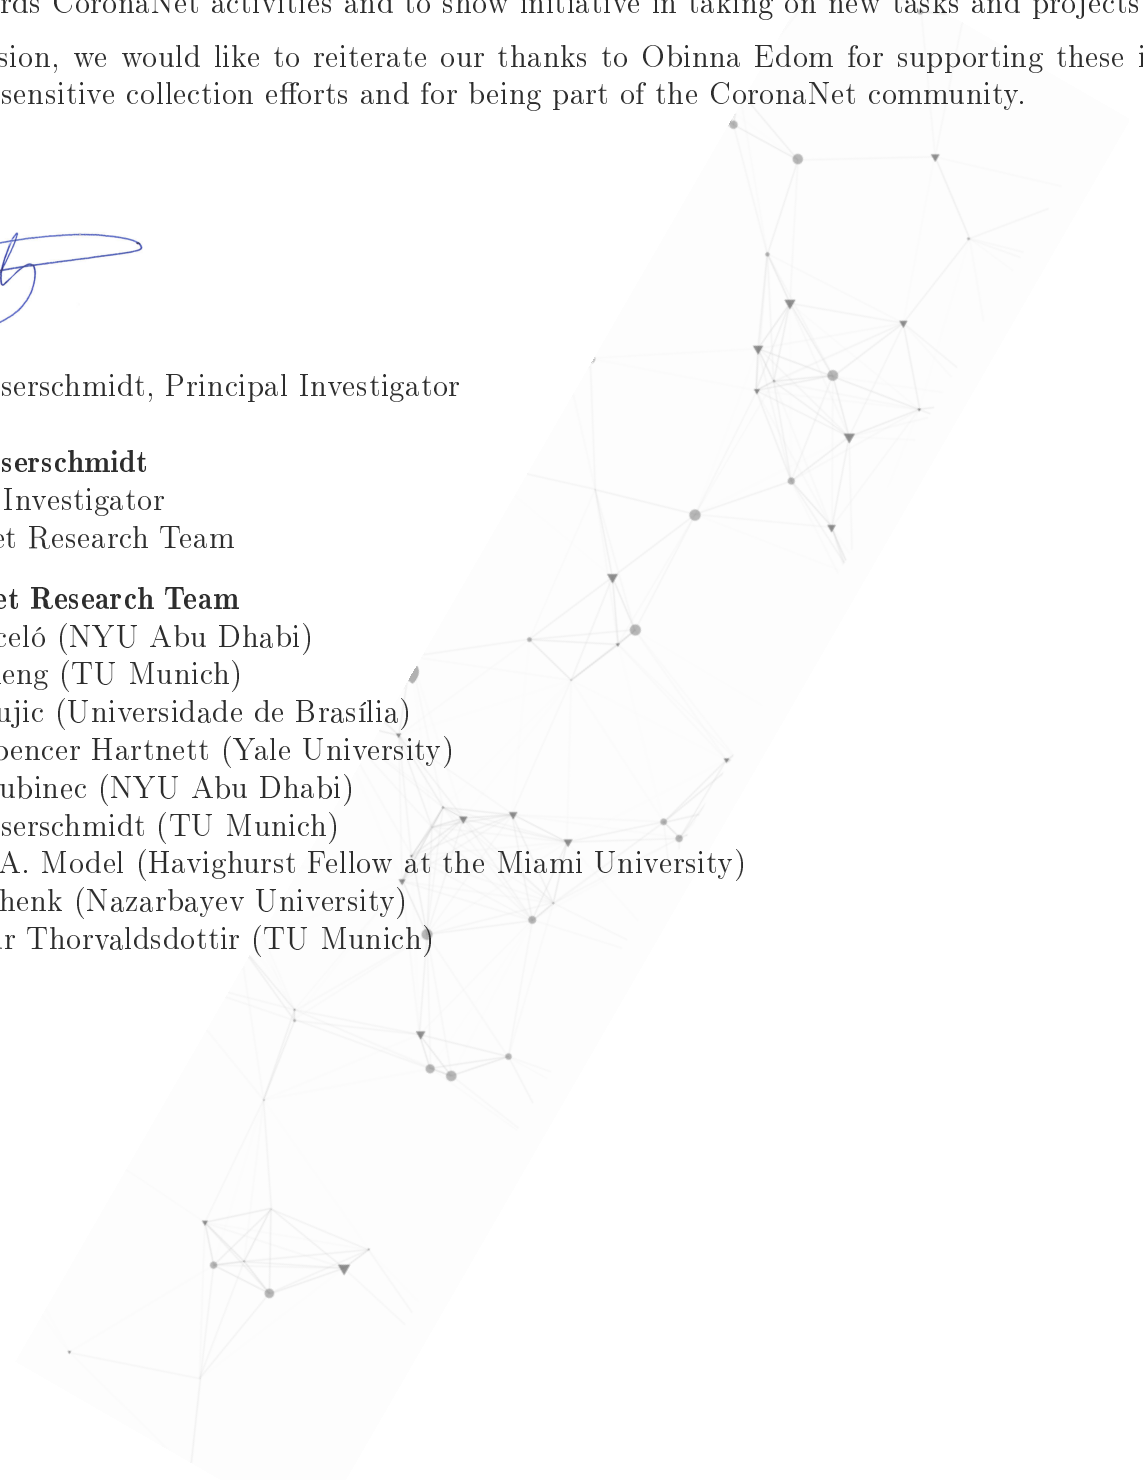 rds CoronaNet activities and to show initiative in taking on new tasks and projects
sion, we would like to reiterate our thanks to Obinna Edom for supporting these i
sensitive collection efforts and for being part of the CoronaNet community.
serschmidt, Principal Investigator
serschmidt
Investigator
et Research Team
et Research Team
celó (NYU Abu Dhabi)
eng (TU Munich)
ujic (Universidade de Brasília)
pencer Hartnett (Yale University)
ubinec (NYU Abu Dhabi)
serschmidt (TU Munich)
A. Model (Havighurst Fellow at the Miami University)
henk (Nazarbayev University)
ur Thorvaldsdottir (TU Munich)